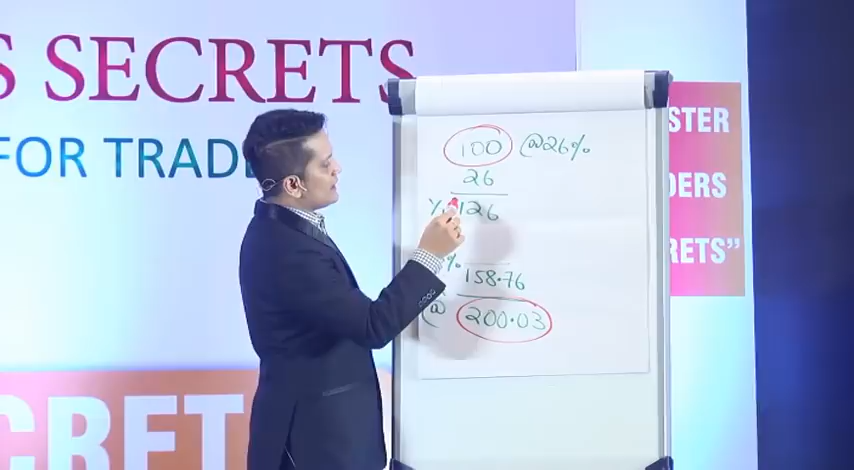 S SECRETS
FOR TRADE
100 @26%
26
126
%
158.76
@ 200.03
STER
DERS
RETS”
CRET